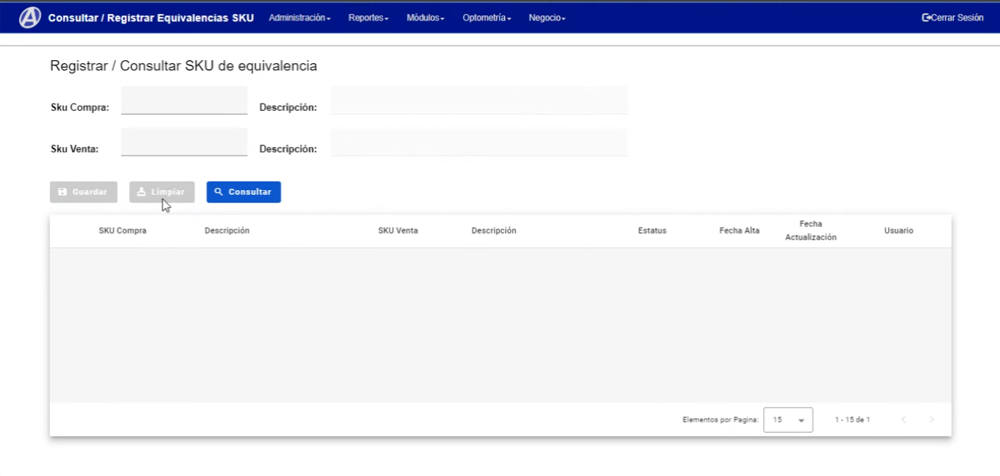 Consultar / Registrar Equivalencias SKU Administración Reportes Módulos Optometría Negocio Cerrar Sesión
Registrar / Consultar SKU de equivalencia
Sku Compra: Descripción:
Sku Venta: Descripción:
Guardar Limpiar Consultar
SKU Compra Descripción SKU Venta Descripción Estatus Fecha Alta Fecha Actualización Usuario
Elementos por Pagina: 15 1 - 15 de 1